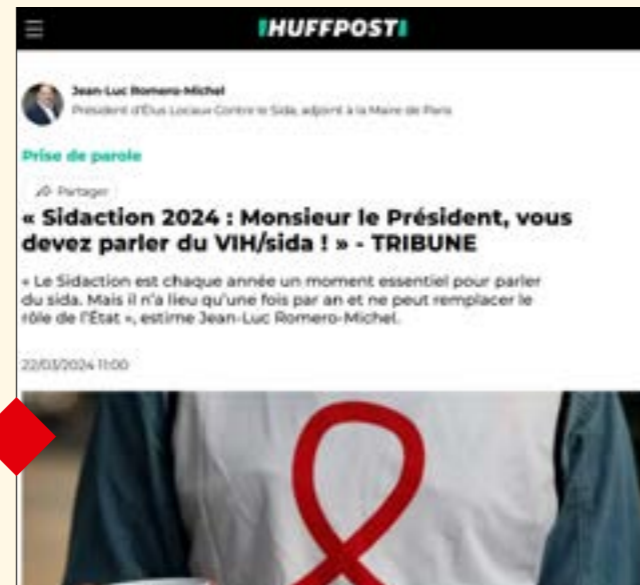 HUFFPOST
Jean-Luc Romero-Michel
Président d'Élus Locaux Contre le Sida, adjoint à la Maire de Paris
Prise de parole
Partager
« Sidaction 2024 : Monsieur le Président, vous
devez parler du VIH/sida ! » - TRIBUNE
« Le Sidaction est chaque année un moment essentiel pour parler
du sida. Mais il n'a lieu qu'une fois par an et ne peut remplacer le
rôle de l'État », estime Jean-Luc Romero-Michel.
22/03/2024 11:00